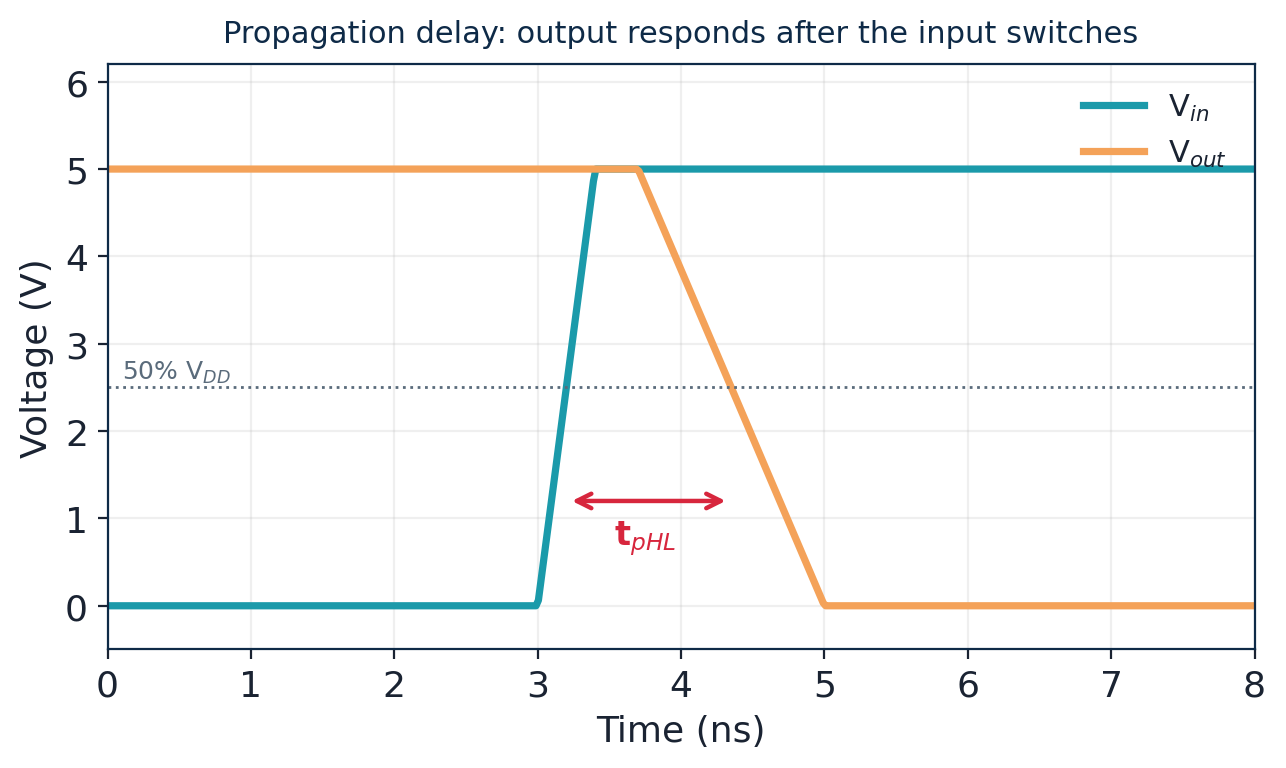 Propagation delay: output responds after the input switches
V_in
V_out
6
5
4
3
2
1
0
Voltage (V)
50% V_DD
t_pHL
0 1 2 3 4 5 6 7 8
Time (ns)